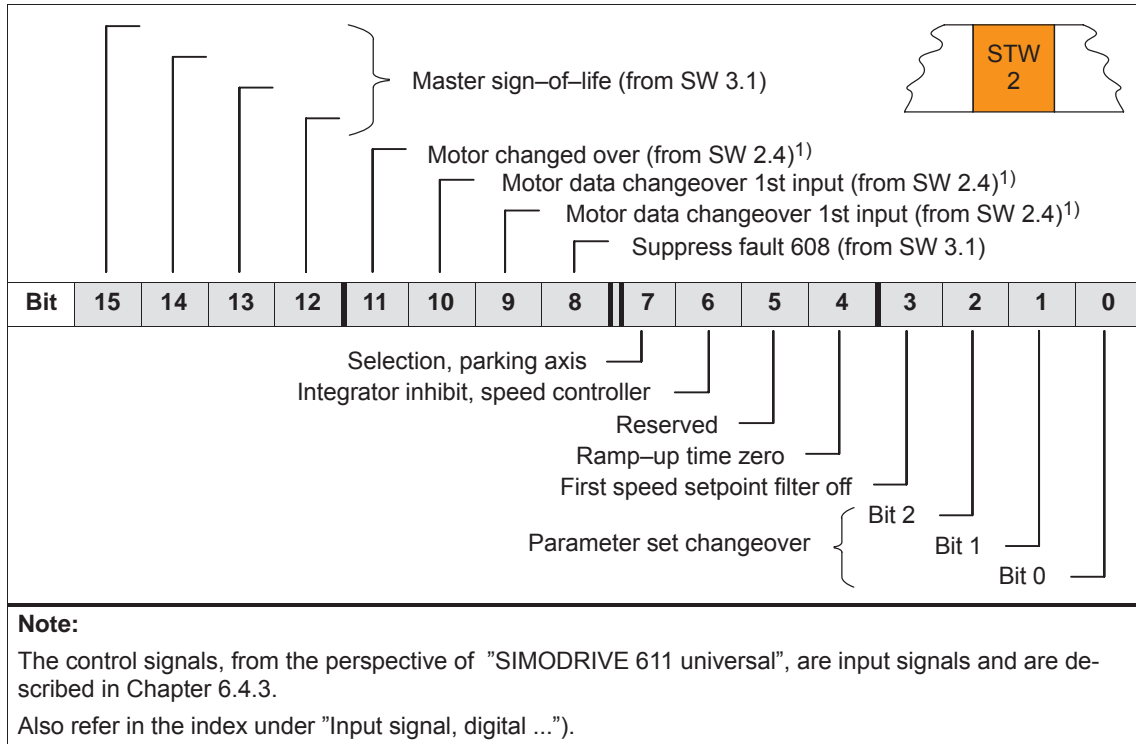 STW
2
Master sign–of–life (from SW 3.1)
Motor changed over (from SW 2.4)1)
Motor data changeover 1st input (from SW 2.4)1)
Motor data changeover 1st input (from SW 2.4)1)
Suppress fault 608 (from SW 3.1)
Bit 15 14 13 12 11 10 9 8 7 6 5 4 3 2 1 0
Selection, parking axis
Integrator inhibit, speed controller
Reserved
Ramp–up time zero
First speed setpoint filter off
Bit 2
Parameter set changeover
Bit 1
Bit 0
Note:
The control signals, from the perspective of ”SIMODRIVE 611 universal”, are input signals and are de-
scribed in Chapter 6.4.3.
Also refer in the index under ”Input signal, digital ...”).